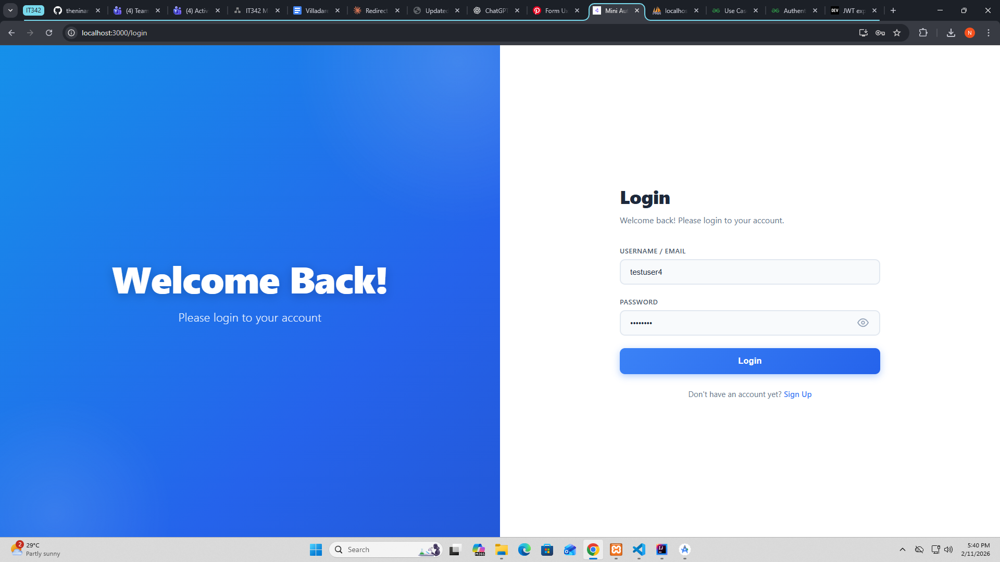 IT342
theninar
(4) Team
(4) Activ
IT342 M
Villadare
Redirect
Updated
ChatGPT
Form Ux
Mini Aut
localhos
Use Cas
Authent
DEV
JWT exp
localhost:3000/login
N
Welcome Back!
Please login to your account
Login
Welcome back! Please login to your account.
USERNAME / EMAIL
testuser4
PASSWORD
••••••••
Login
Don't have an account yet? Sign Up
2
29°C
Partly sunny
Search
M365
5:40 PM
2/11/2026